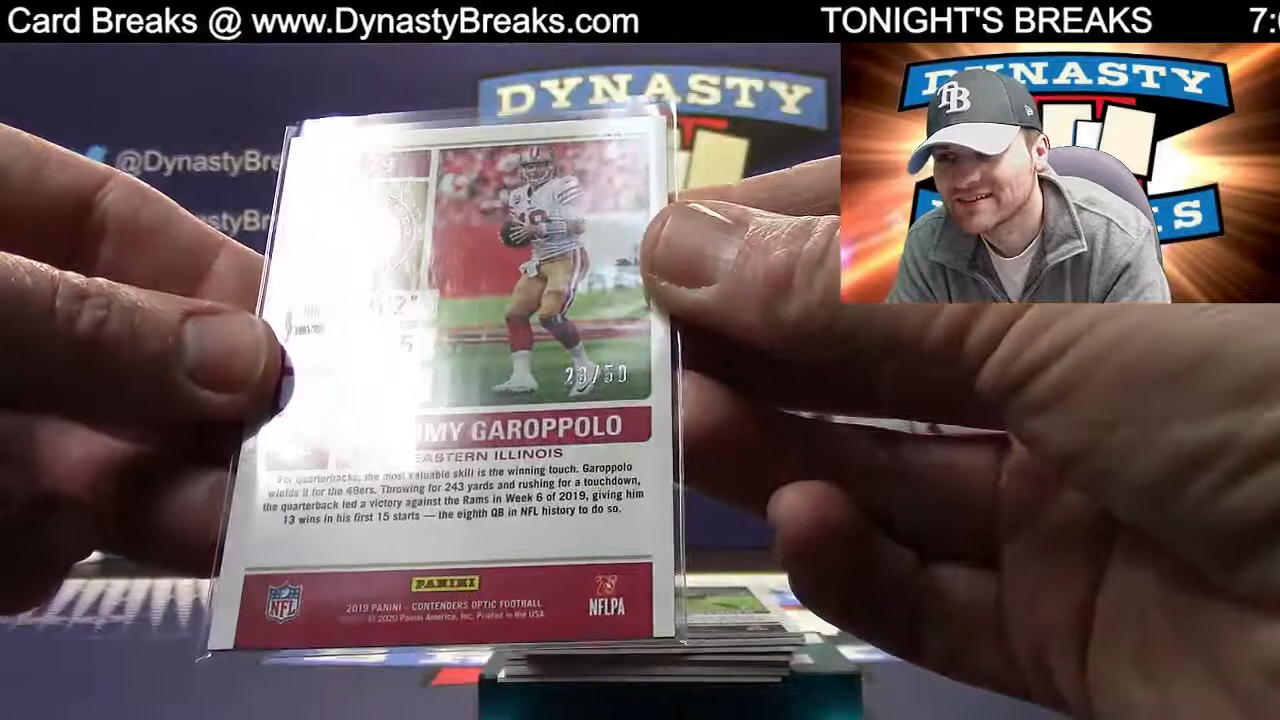 Card Breaks @ www.DynastyBreaks.com
TONIGHT'S BREAKS
DYNASTY
DYNASTY
TB
@DynastyBre
28/50
MY GAROPPOLO
EASTERN ILLINOIS
For quarterbacks, the most valuable skill is the winning touch. Garoppolo
wields it for the 49ers. Throwing for 243 yards and rushing for a touchdown,
the quarterback led a victory against the Rams in Week 6 of 2019, giving him
13 wins in his first 15 starts — the eighth QB in NFL history to do so.
NFL
PANINI
2019 PANINI – CONTENDERS OPTIC FOOTBALL
© 2020 Panini America, Inc. Printed in the USA.
NFLPA